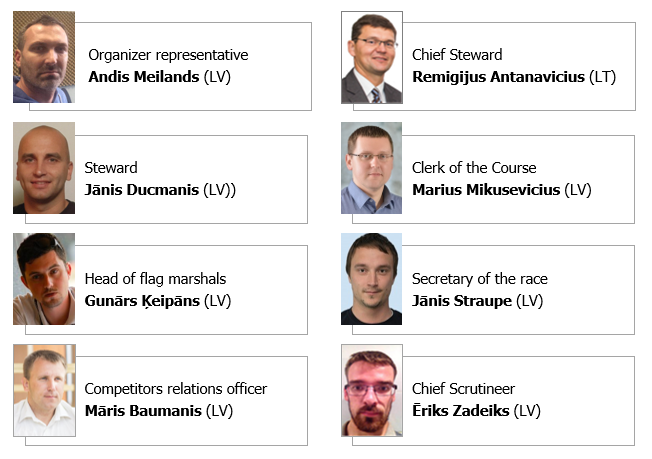 Organizer representative
Andis Meilands (LV)
Chief Steward
Remigijus Antanavicius (LT)
Steward
Jānis Ducmanis (LV))
Clerk of the Course
Marius Mikusevicius (LV)
Head of flag marshals
Gunārs Ķeipāns (LV)
Secretary of the race
Jānis Straupe (LV)
Competitors relations officer
Māris Baumanis (LV)
Chief Scrutineer
Ēriks Zadeiks (LV)